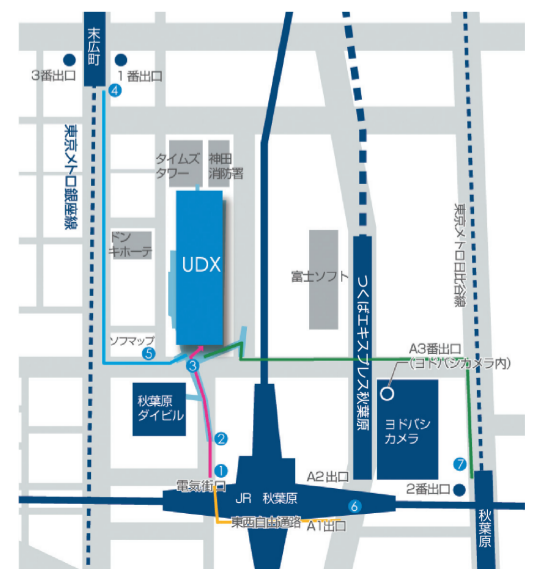 末広町
3番出口
1番出口
4
東京メトロ銀座線
タイムズ
タワー
神田
消防署
ドン
キホーテ
UDX
富士ソフト
つくばエキスプレス秋葉原
東京メトロ日比谷線
ソフマップ
5
3
A3番出口
(ヨドバシカメラ内)
秋葉原
ダイビル
ヨドバシ
カメラ
2
1
電気街口
A2出口
7
2番出口
JR 秋葉原
6
東西自由通路
A1出口
秋葉原